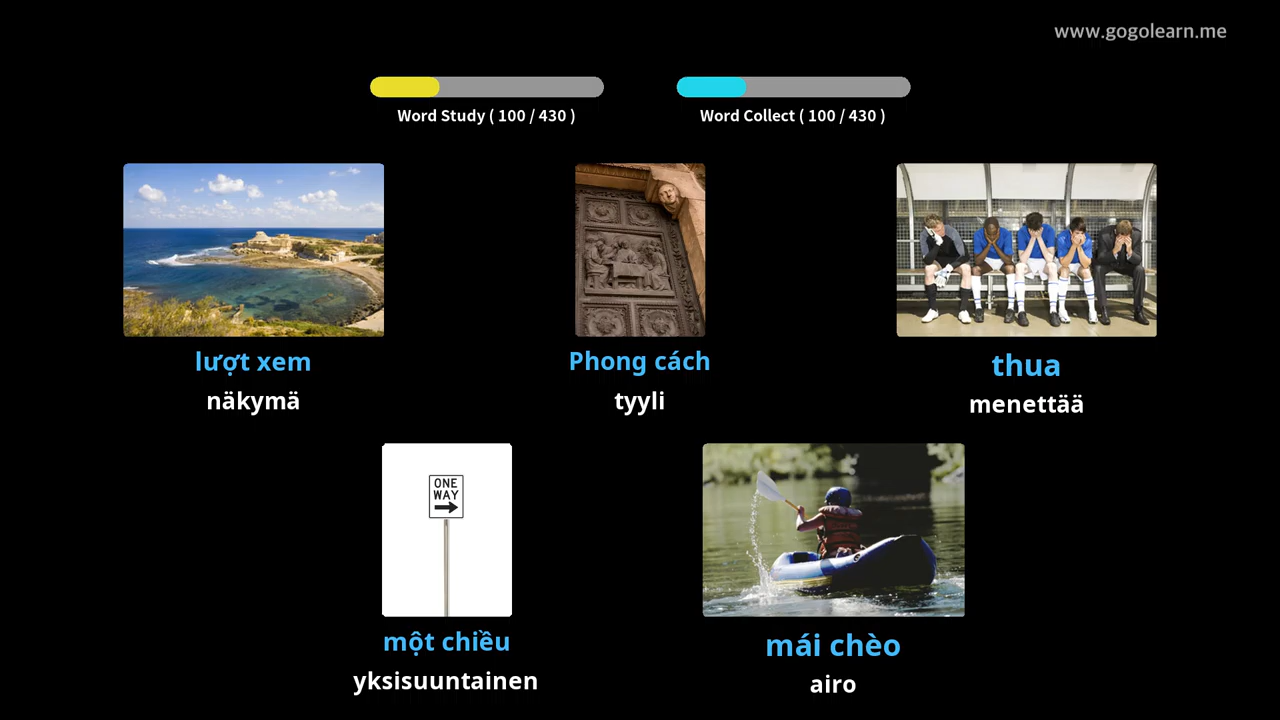 www.gogolearn.me
Word Study ( 100 / 430 )
Word Collect ( 100 / 430 )
lượt xem
näkymä
Phong cách
tyyli
thua
menettää
ONE
WAY
một chiều
yksisuuntainen
mái chèo
airo